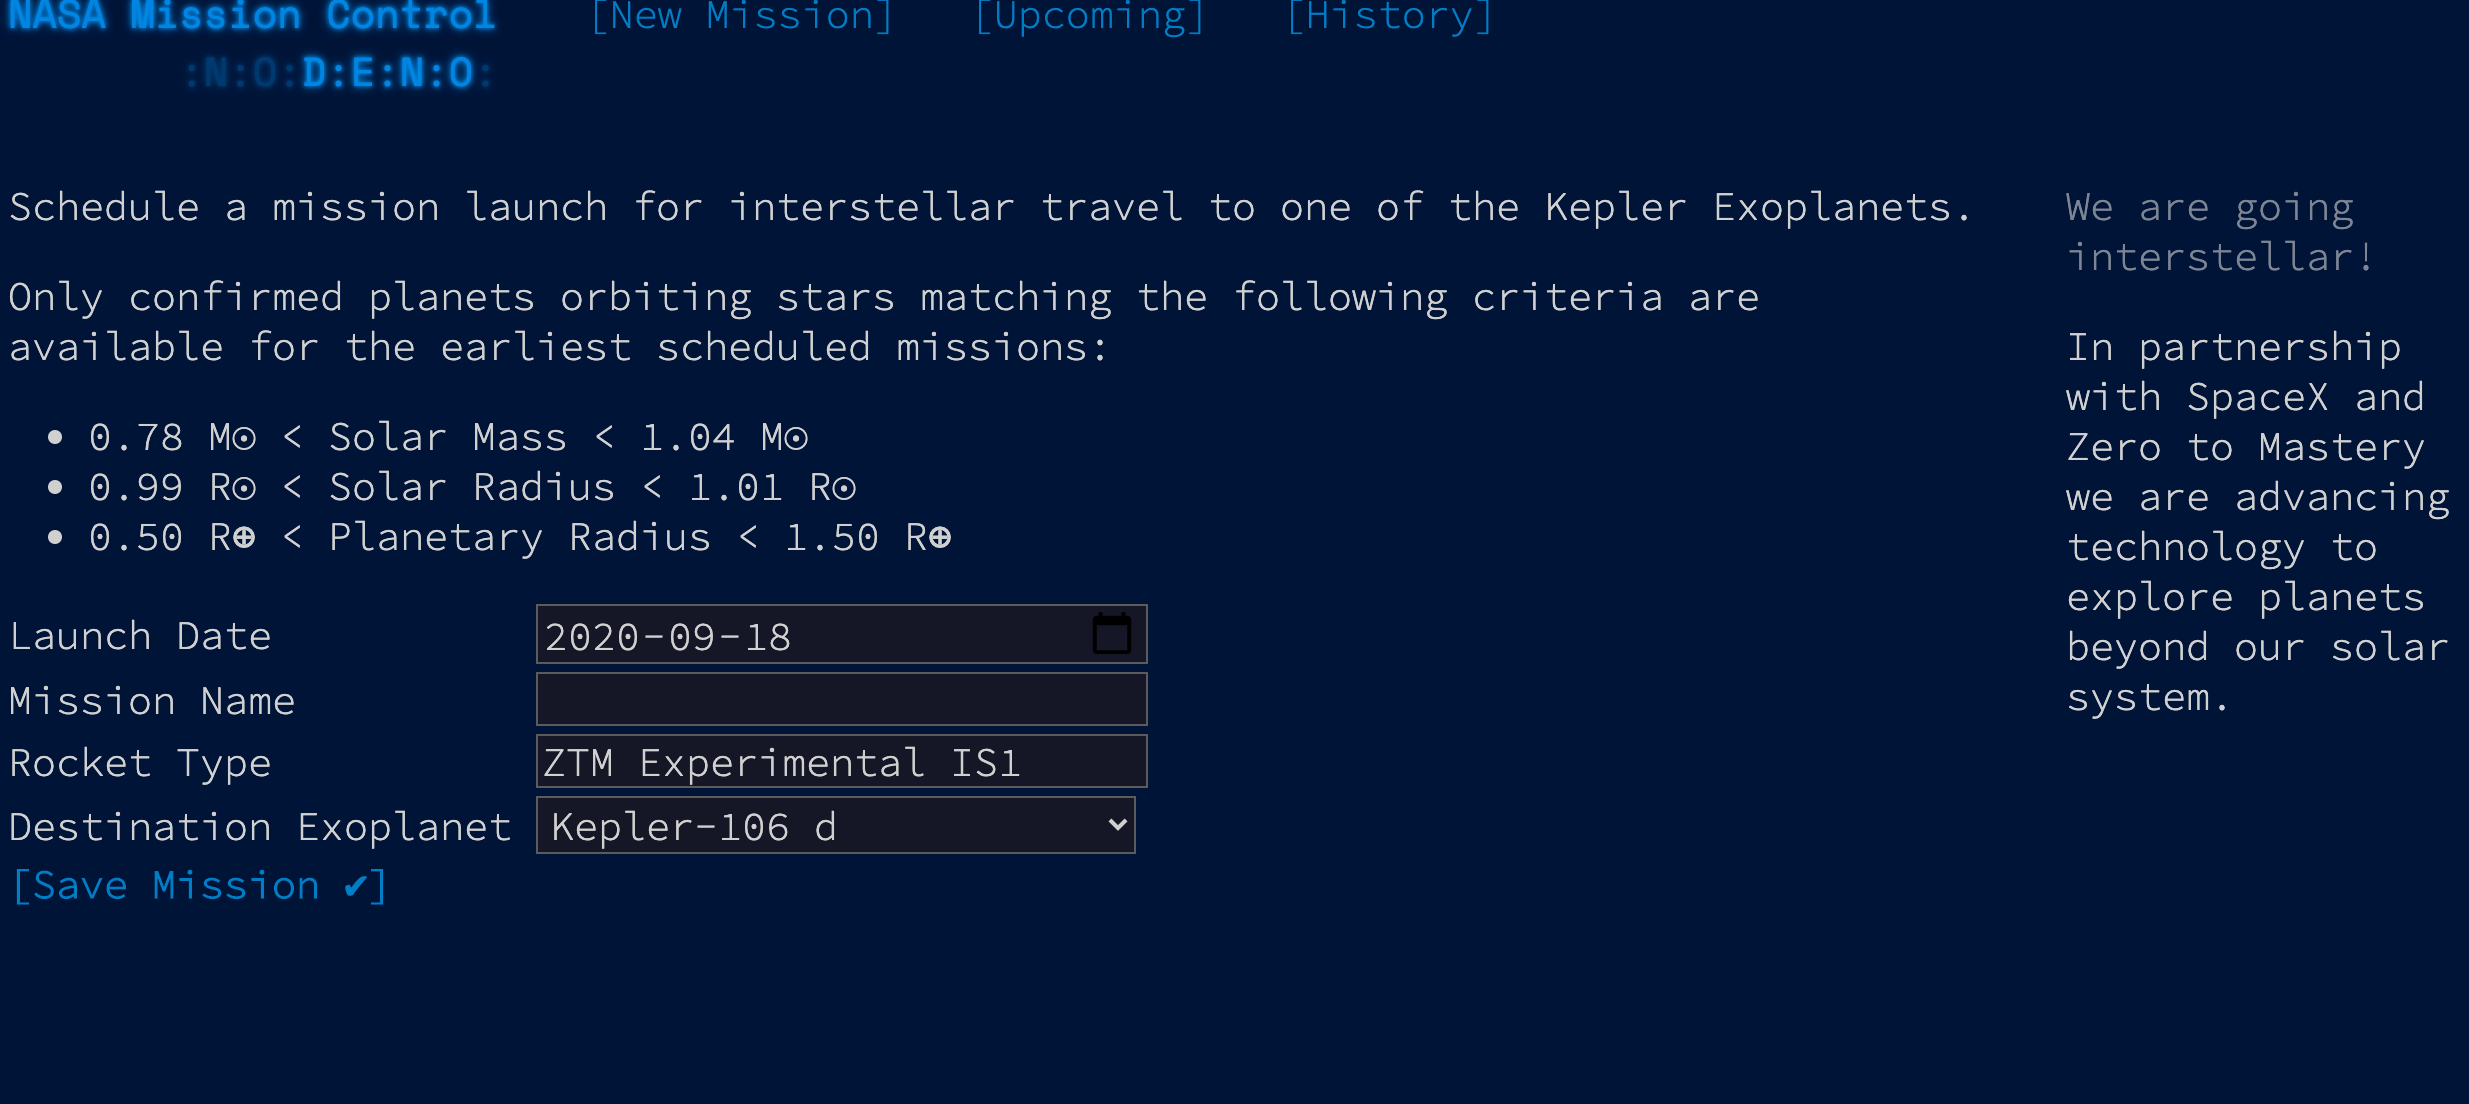 NASA Mission Control [New Mission] [Upcoming] [History]
:N:O:D:E:N:O:
Schedule a mission launch for interstellar travel to one of the Kepler Exoplanets.
Only confirmed planets orbiting stars matching the following criteria are
available for the earliest scheduled missions:
• 0.78 M☉ < Solar Mass < 1.04 M☉
• 0.99 R☉ < Solar Radius < 1.01 R☉
• 0.50 R⊕ < Planetary Radius < 1.50 R⊕
Launch Date 2020-09-18
Mission Name
Rocket Type ZTM Experimental IS1
Destination Exoplanet Kepler-106 d
[Save Mission ✔]
We are going
interstellar!
In partnership
with SpaceX and
Zero to Mastery
we are advancing
technology to
explore planets
beyond our solar
system.